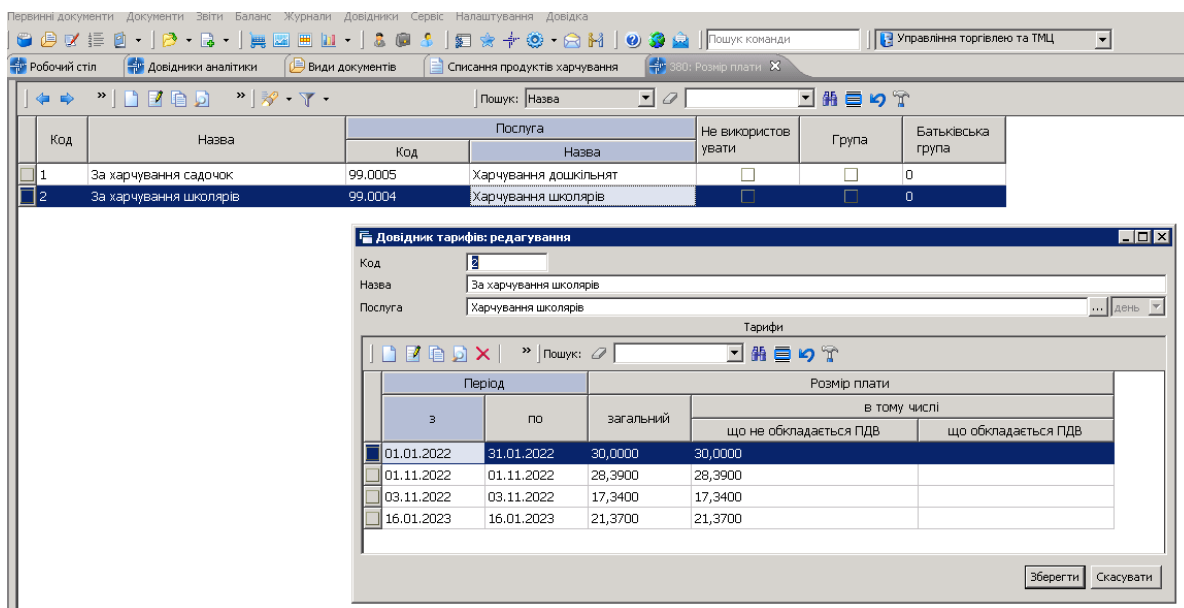 Первинні документи Документи Звіти Баланс Журнали Довідники Сервіс Налаштування Довідка
Пошук команди Управління торгівлею та ТМЦ
Робочий стіл Довідники аналітики Види документів Списання продуктів харчування 380: Розмір плати
» » Пошук: Назва
Код Назва Послуга Не використов увати Група Батьківська група
Код Назва
1 За харчування садочок 99.0005 Харчування дошкільнят 0
2 За харчування школярів 99.0004 Харчування школярів 0
Довідник тарифів: редагування
Код 2
Назва За харчування школярів
Послуга Харчування школярів ... день
Тарифи
» Пошук:
Період Розмір плати
з по загальний в тому числі
що не обкладається ПДВ що обкладається ПДВ
01.01.2022 31.01.2022 30,0000 30,0000
01.11.2022 01.11.2022 28,3900 28,3900
03.11.2022 03.11.2022 17,3400 17,3400
16.01.2023 16.01.2023 21,3700 21,3700
Зберегти Скасувати